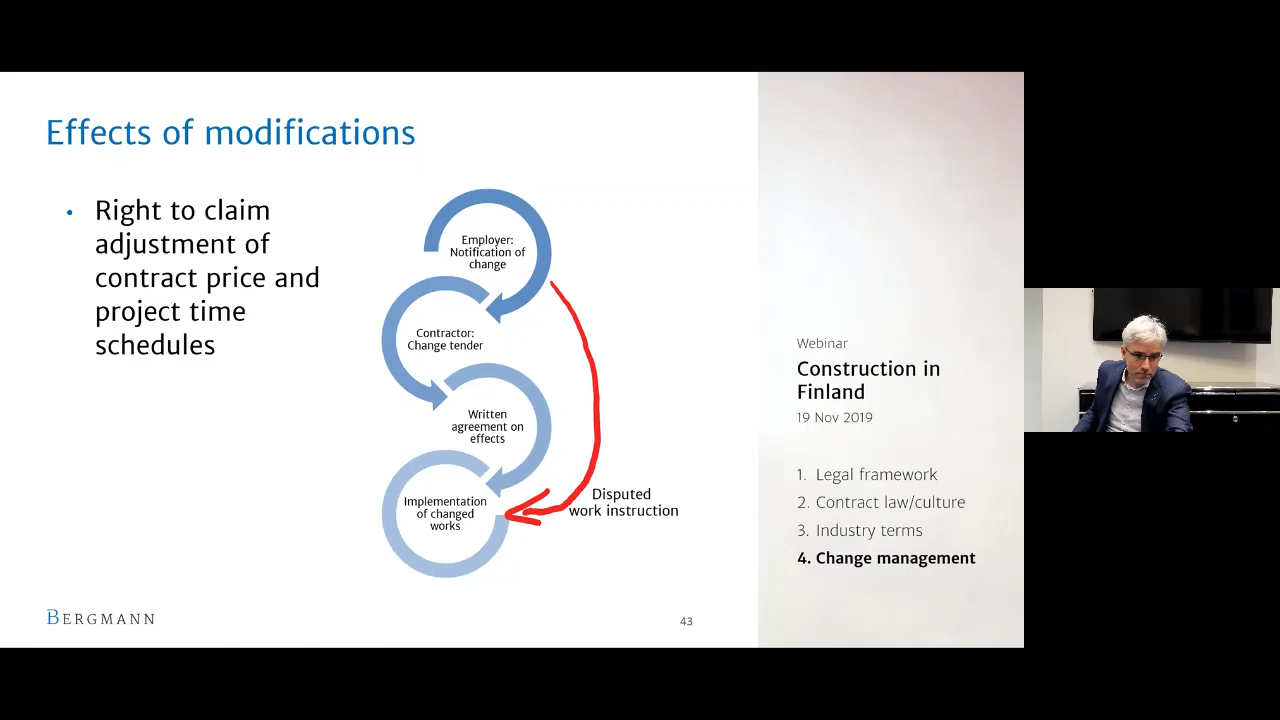 Effects of modifications
• Right to claim
adjustment of
contract price and
project time
schedules
Employer:
Notification of
change
Contractor:
Change tender
Written
agreement on
effects
Implementation
of changed
works
Disputed
work instruction
BERGMANN
43
Webinar
Construction in
Finland
19 Nov 2019
1. Legal framework
2. Contract law/culture
3. Industry terms
4. Change management